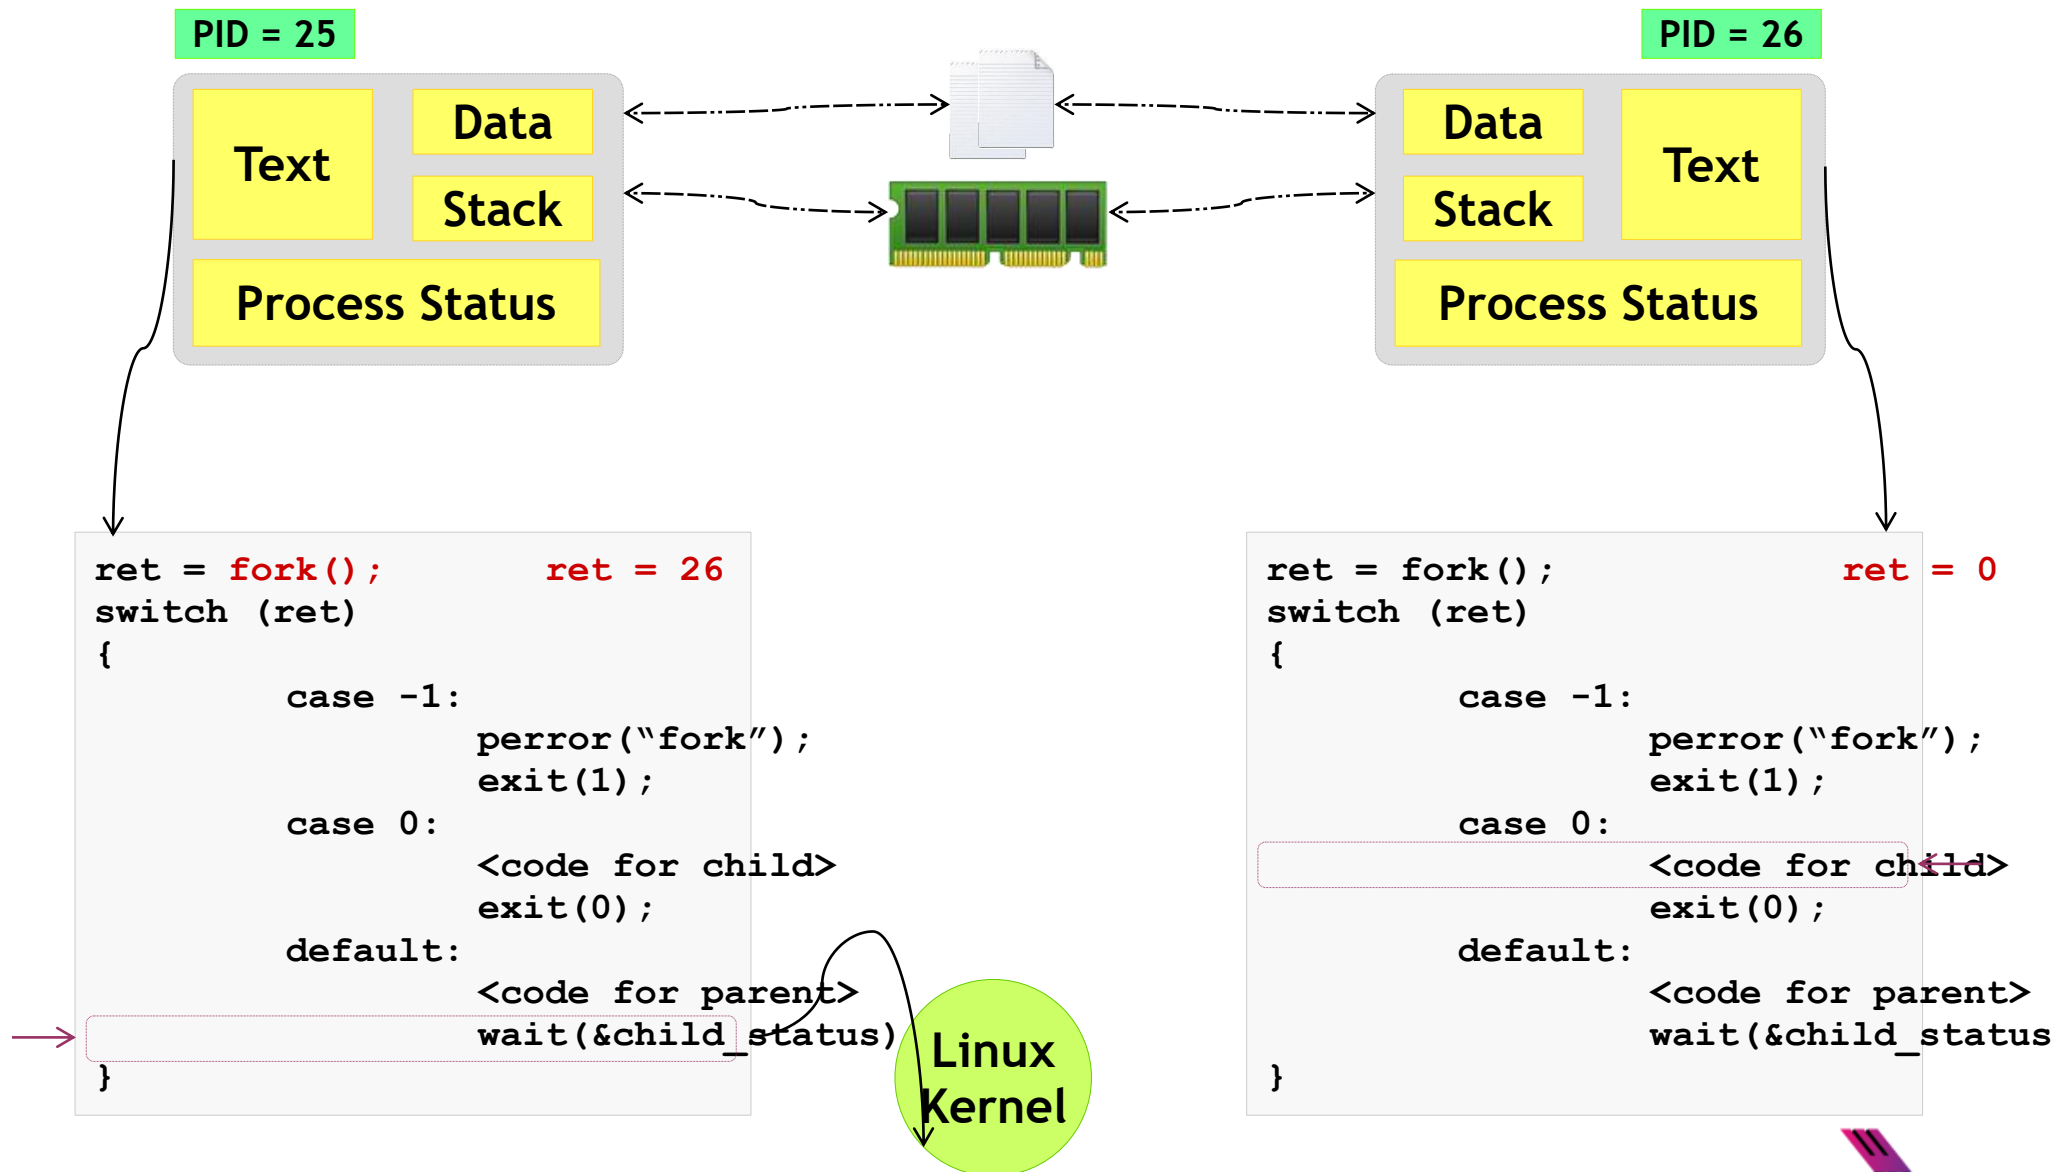 PID = 25
PID = 26
Text
Data
Stack
Process Status
Data
Stack
Text
Process Status
ret = fork(); ret = 26
switch (ret)
{
case -1:
perror(“fork”);
exit(1);
case 0:
<code for child>
exit(0);
default:
<code for parent>
wait(&child_status)
}
Linux
Kernel
ret = fork(); ret = 0
switch (ret)
{
case -1:
perror(“fork”);
exit(1);
case 0:
<code for child>
exit(0);
default:
<code for parent>
wait(&child_status
}